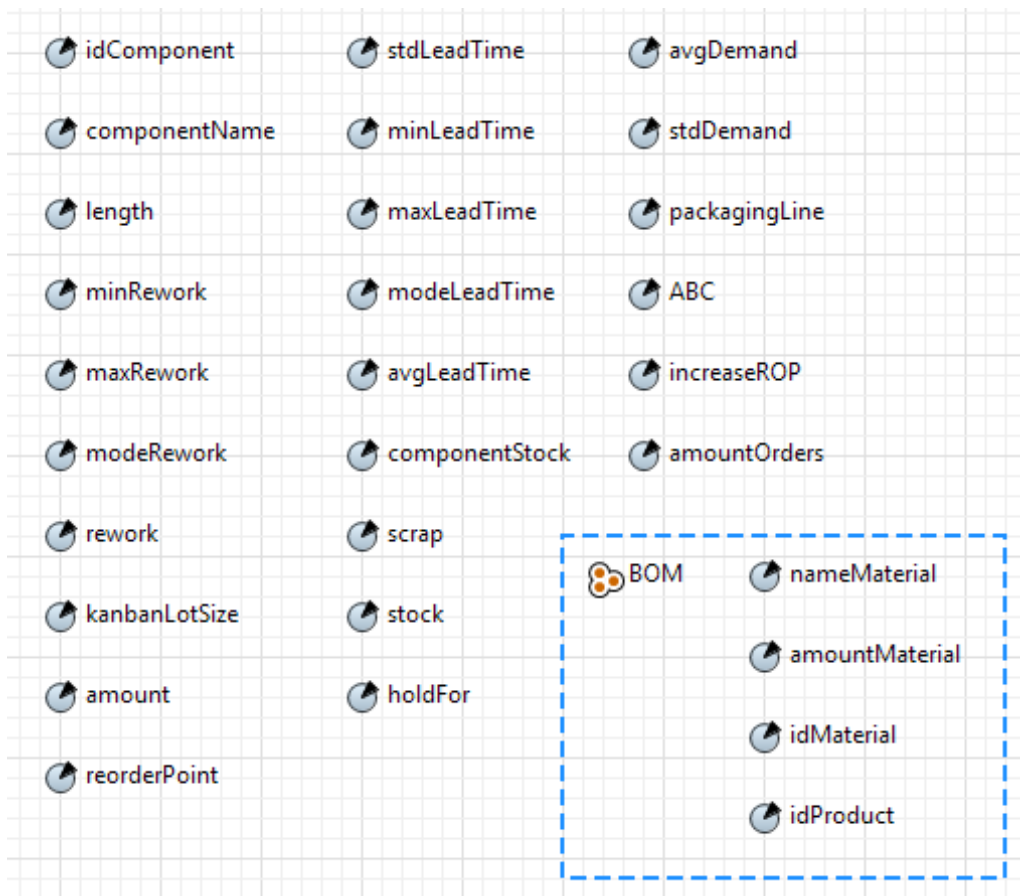 idComponent
stdLeadTime
avgDemand
componentName
minLeadTime
stdDemand
length
maxLeadTime
packagingLine
minRework
modeLeadTime
ABC
maxRework
avgLeadTime
increaseROP
modeRework
componentStock
amountOrders
rework
scrap
BOM
nameMaterial
kanbanLotSize
stock
amountMaterial
amount
holdFor
idMaterial
reorderPoint
idProduct